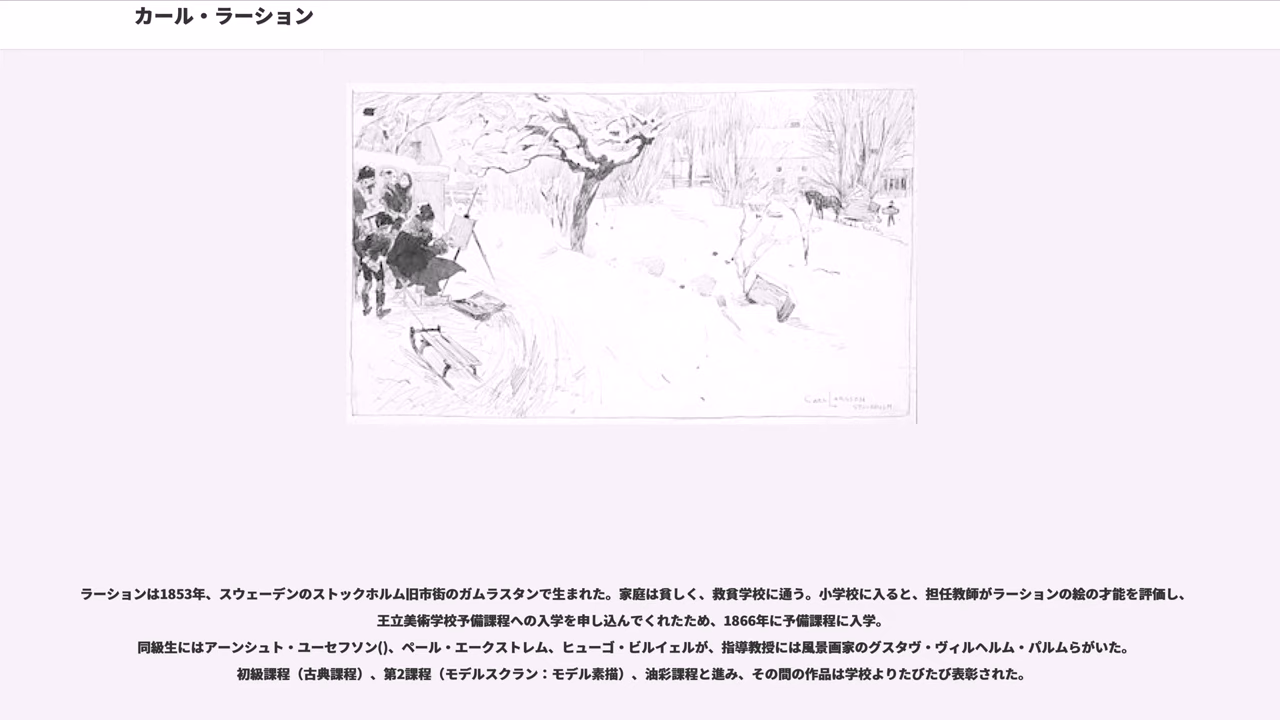 カール・ラーション
CARL LARSSON
ラーションは1853年、スウェーデンのストックホルム旧市街のガムラスタンで生まれた。家庭は貧しく、救貧学校に通う。小学校に入ると、担任教師がラーションの絵の才能を評価し、
王立美術学校予備課程への入学を申し込んでくれたため、1866年に予備課程に入学。
同級生にはアーンシュト・ユーセフソン()、ペール・エークストレム、ヒューゴ・ビルイェルが、指導教授には風景画家のグスタヴ・ヴィルヘルム・パルムらがいた。
初級課程（古典課程）、第2課程（モデルスクラン：モデル素描）、油彩課程と進み、その間の作品は学校よりたびたび表彰された。